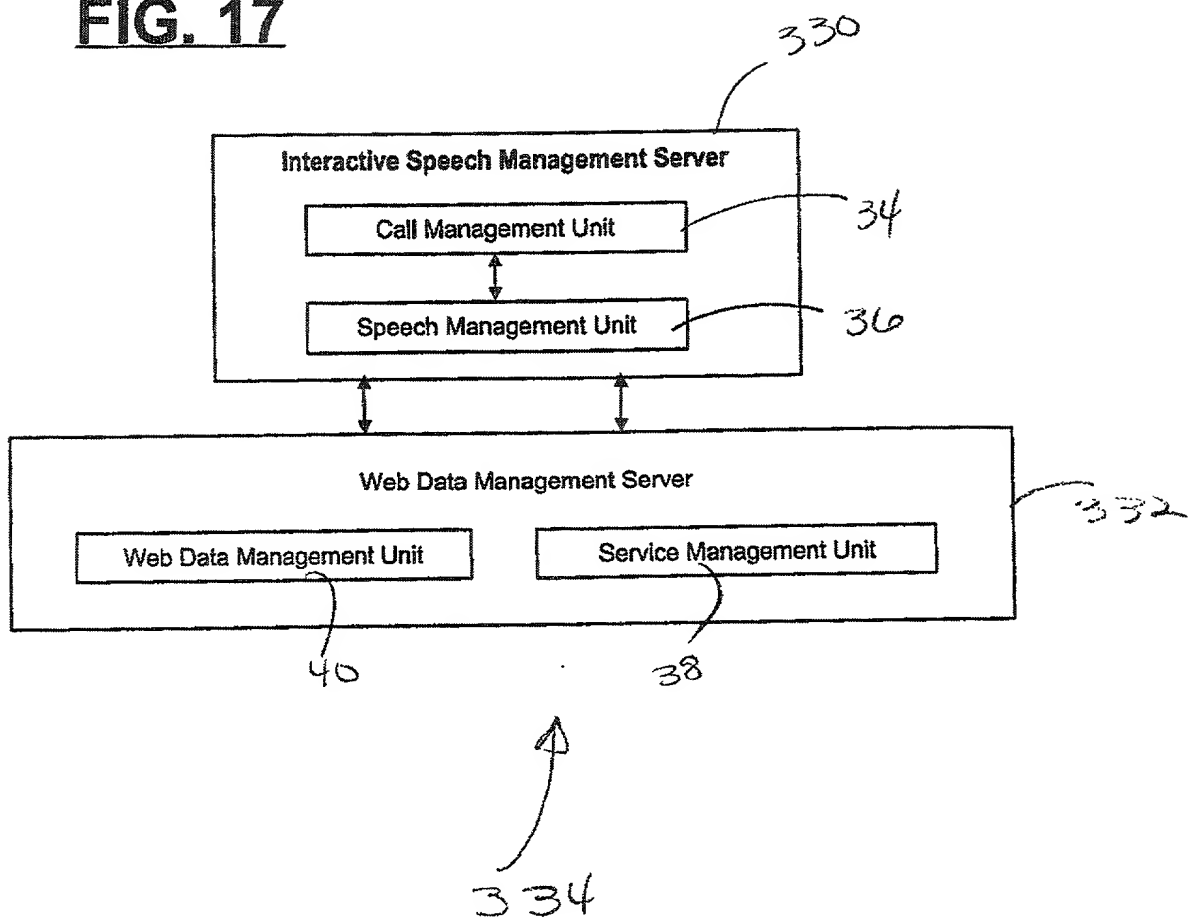 FIG. 17
330
Interactive Speech Management Server
Call Management Unit
34
Speech Management Unit
36
Web Data Management Server
332
Web Data Management Unit
Service Management Unit
40
38
334